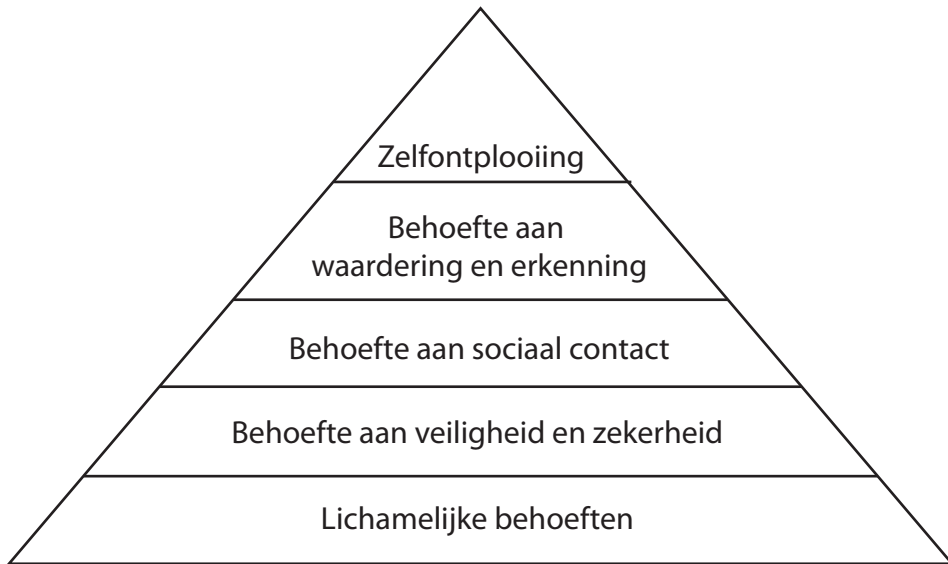 Zelfontplooiing
Behoefte aan
waardering en erkenning
Behoefte aan sociaal contact
Behoefte aan veiligheid en zekerheid
Lichamelijke behoeften